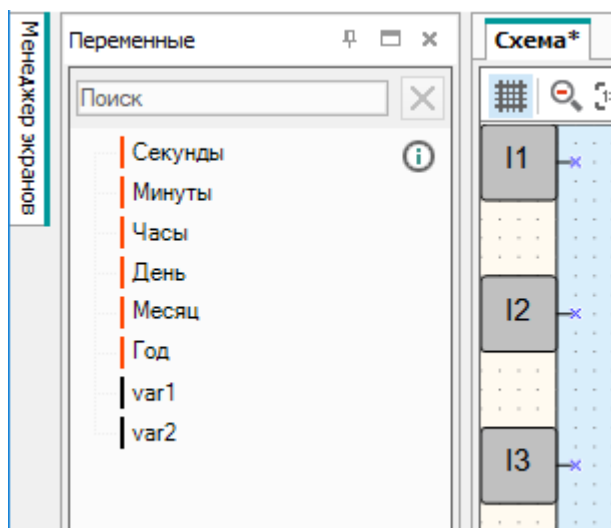 Менеджер экранов
Переменные
Поиск
Секунды
Минуты
Часы
День
Месяц
Год
var1
var2
Схема*
I1
I2
I3